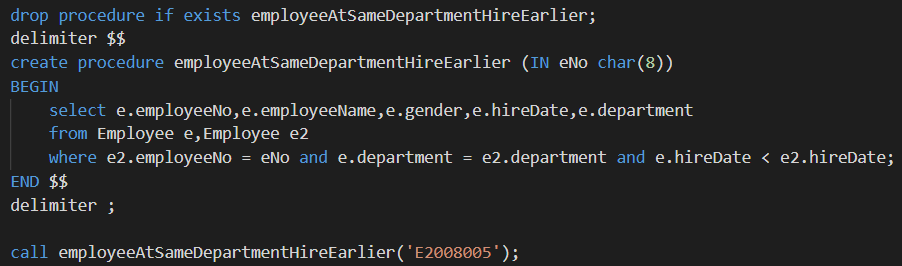 drop procedure if exists employeeAtSameDepartmentHireEarlier;
delimiter $$
create procedure employeeAtSameDepartmentHireEarlier (IN eNo char(8))
BEGIN
    select e.employeeNo,e.employeeName,e.gender,e.hireDate,e.department
    from Employee e,Employee e2
    where e2.employeeNo = eNo and e.department = e2.department and e.hireDate < e2.hireDate;
END $$
delimiter ;

call employeeAtSameDepartmentHireEarlier('E2008005');